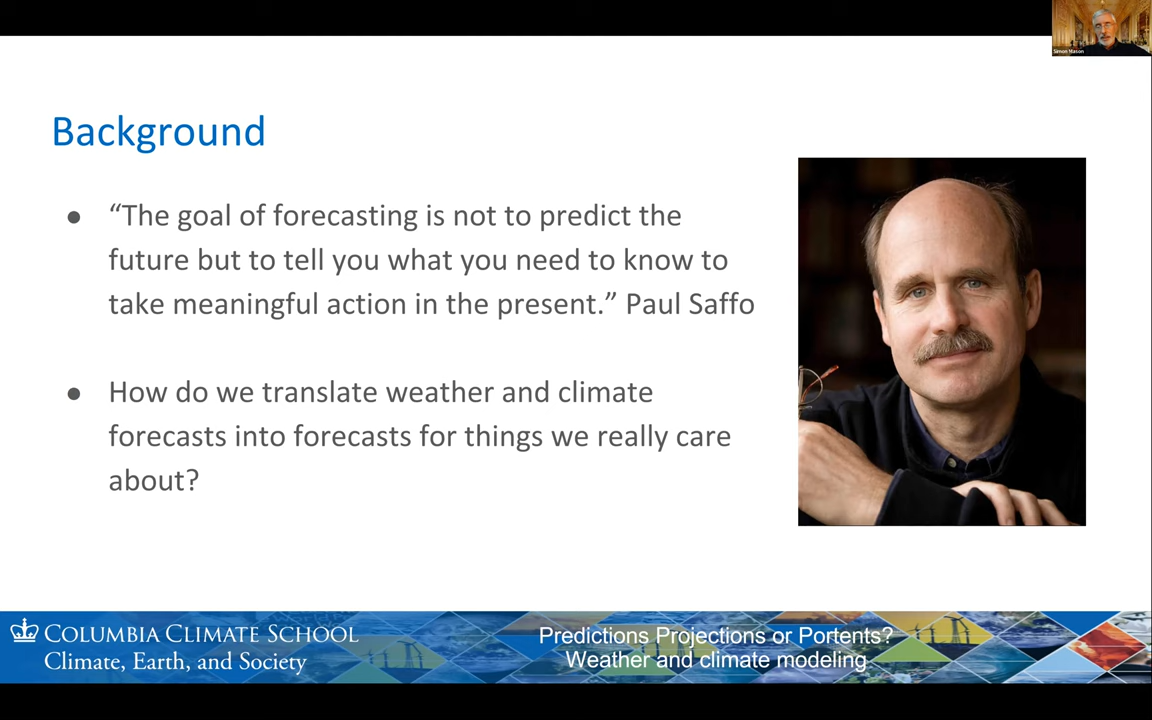 Simon Mason
Background
● “The goal of forecasting is not to predict the
future but to tell you what you need to know to
take meaningful action in the present.” Paul Saffo
● How do we translate weather and climate
forecasts into forecasts for things we really care
about?
COLUMBIA CLIMATE SCHOOL
Climate, Earth, and Society
Predictions Projections or Portents?
Weather and climate modeling